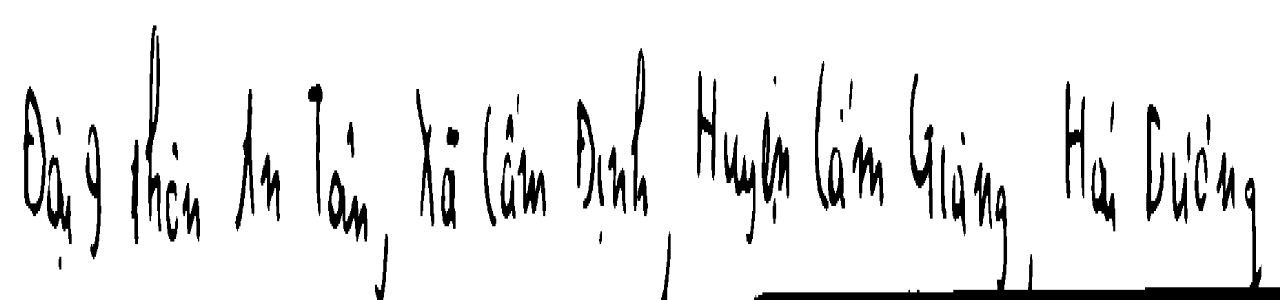 Đội 9 thôn An Tân, Xã Cẩm Định, Huyện Cẩm Giàng, Hải Dương